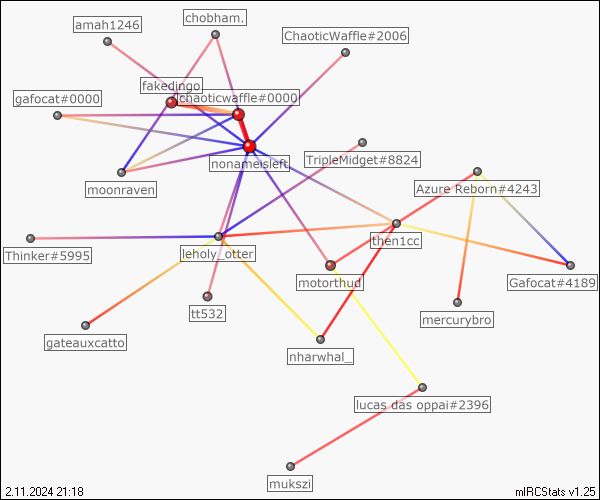 chobham.
amah1246
ChaoticWaffle#2006
fakedingo
chaoticwaffle#0000
gafocat#0000
nonameisleft
TripleMidget#8824
moonraven
Azure Reborn#4243
then1cc
Thinker#5995
leholy_otter
motorthud
Gafocat#4189
tt532
mercurybro
gateauxcatto
nharwhal_
lucas das oppai#2396
mukszi
2.11.2024 21:18
mIRCStats v1.25